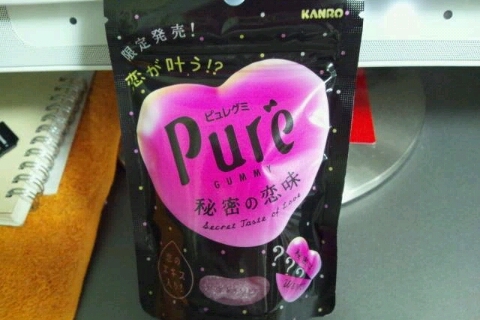 KANRO
限定発売!
恋が叶う!?
ピュレグミ
Purё
GUMMY
秘密の恋味
Secret Taste of Love
???